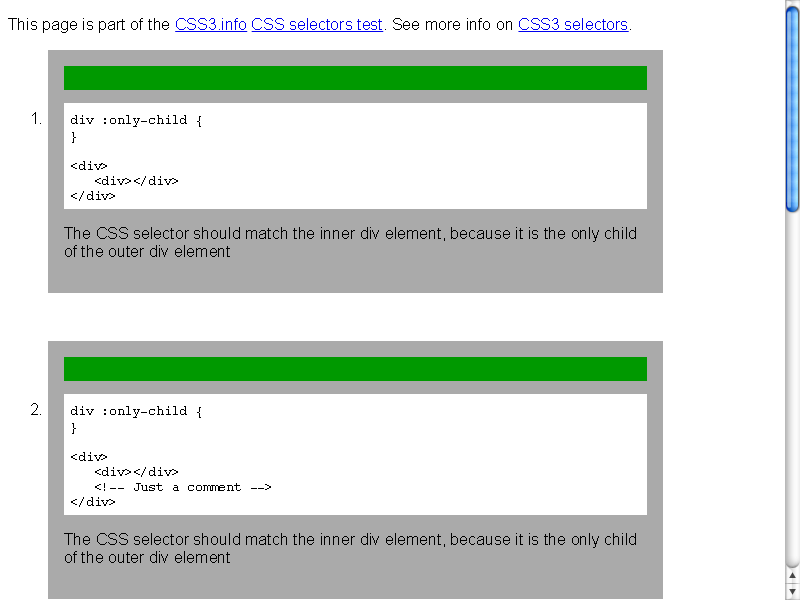 This page is part of the CSS3.info CSS selectors test. See more info on CSS3 selectors.
1.
div :only-child {
}
<div>
   <div></div>
</div>
The CSS selector should match the inner div element, because it is the only child
of the outer div element
2.
div :only-child {
}
<div>
   <div></div>
   <!-- Just a comment -->
</div>
The CSS selector should match the inner div element, because it is the only child
of the outer div element